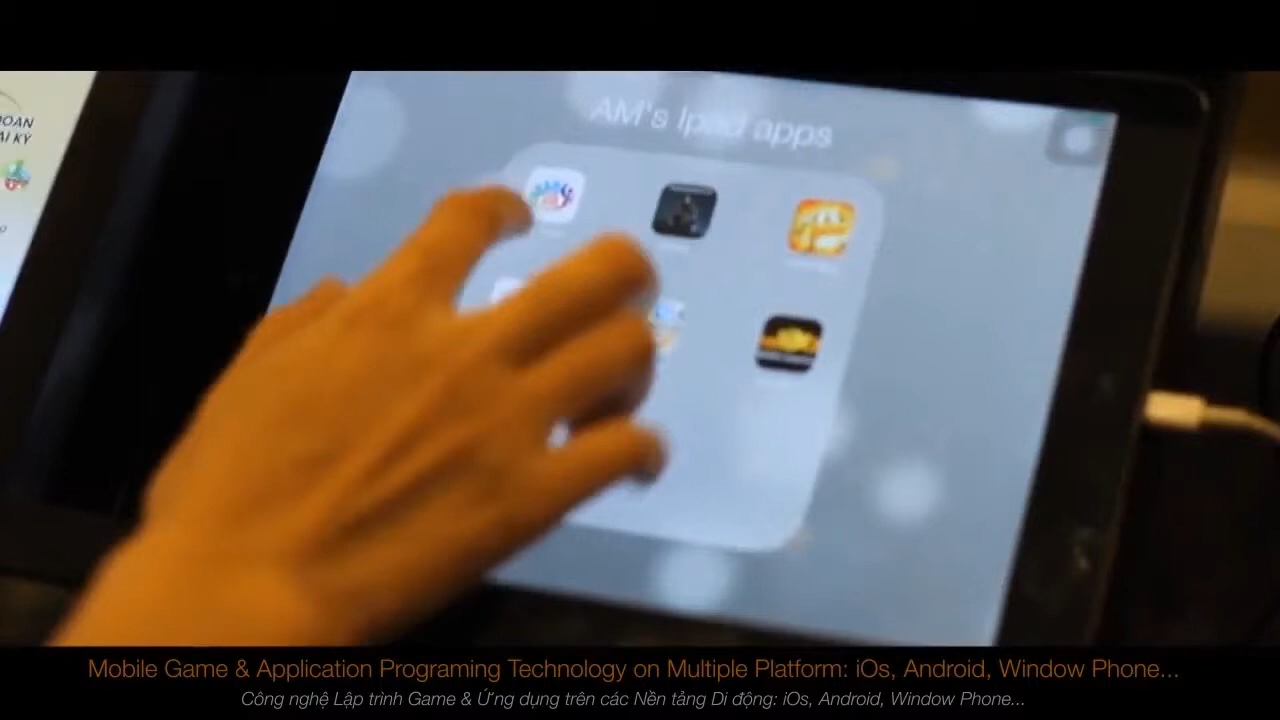 AM's Ipad apps
Mobile Game & Application Programing Technology on Multiple Platform: iOs, Android, Window Phone...
Công nghệ Lập trình Game & Ứng dụng trên các Nền tảng Di động: iOs, Android, Window Phone...